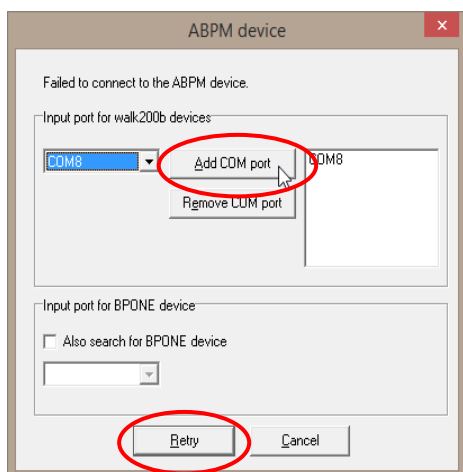 ABPM device
Failed to connect to the ABPM device.
Input port for walk200b devices
COM8
Add COM port
COM8
Remove COM port
Input port for BPONE device
Also search for BPONE device
Retry
Cancel